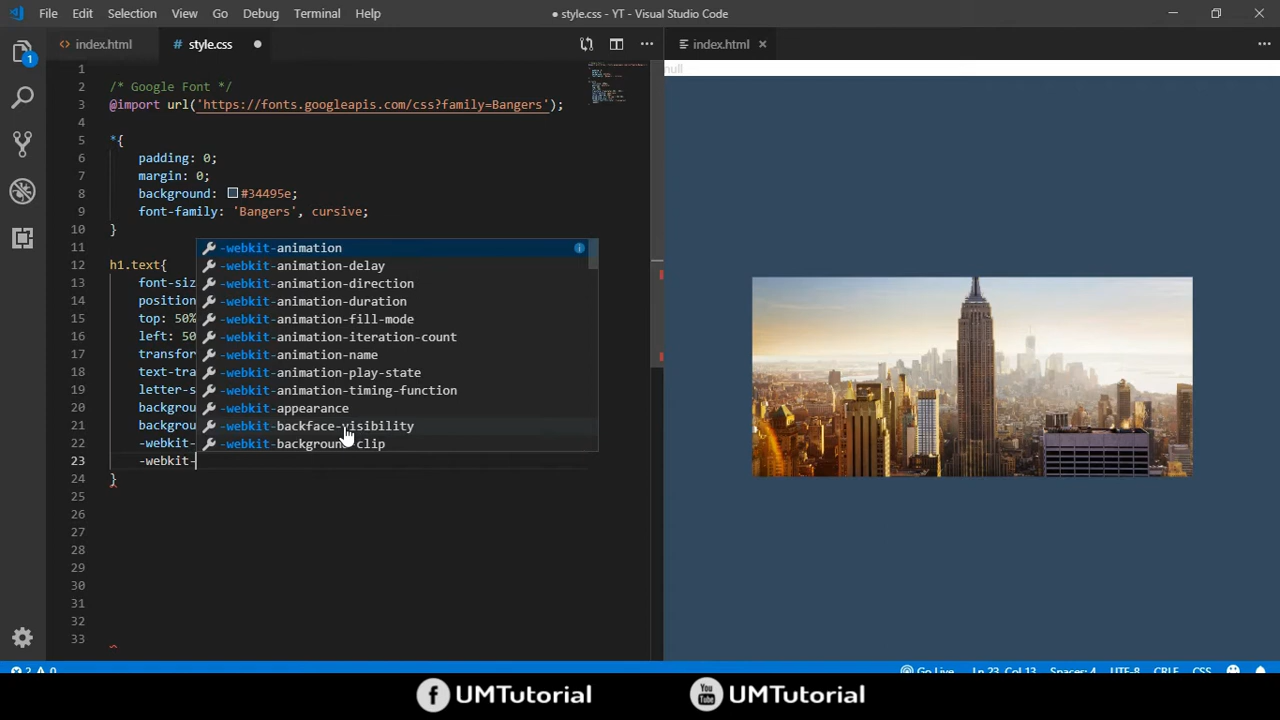 File Edit Selection View Go Debug Terminal Help
● style.css - YT - Visual Studio Code
index.html
style.css
index.html
null
1
2 /* Google Font */
3 @import url('https://fonts.googleapis.com/css?family=Bangers');
4
5 *{
6 padding: 0;
7 margin: 0;
8 background: #34495e;
9 font-family: 'Bangers', cursive;
10 }
11
12 h1.text{
13 font-siz
14 position
15 top: 50%
16 left: 50
17 transfor
18 text-tra
19 letter-s
20 backgrou
21 backgrou
22 -webkit-
23 -webkit-
24 }
25
26
27
28
29
30
31
32
33
-webkit-animation
-webkit-animation-delay
-webkit-animation-direction
-webkit-animation-duration
-webkit-animation-fill-mode
-webkit-animation-iteration-count
-webkit-animation-name
-webkit-animation-play-state
-webkit-animation-timing-function
-webkit-appearance
-webkit-backface-visibility
-webkit-background-clip
1
2 0
Go Live Ln 23, Col 13 Spaces: 4 UTF-8 CRLF CSS
f UMTutorial
You Tube UMTutorial